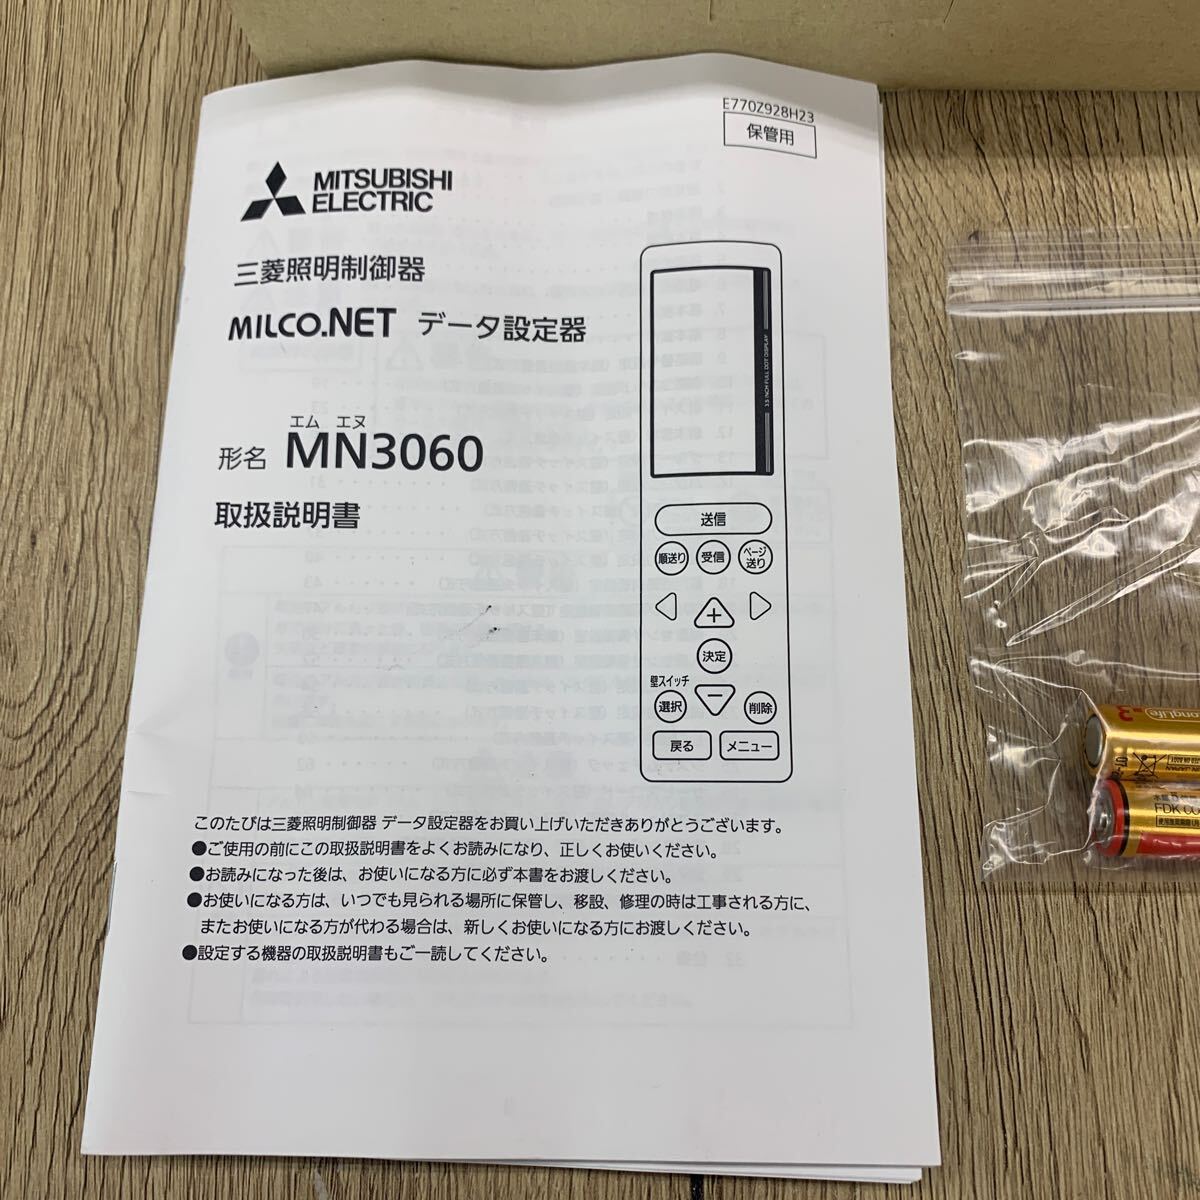 E770Z928H23
保管用
MITSUBISHI
ELECTRIC
三菱照明制御器
MILCO.NET データ設定器
エム エヌ
形名 MN3060
取扱説明書
3.5 INCH FULL DOT DISPLAY
送信
順送り 受信 ページ送り
+
決定
壁スイッチ
選択 − 削除
戻る メニュー
このたびは三菱照明制御器 データ設定器をお買い上げいただきありがとうございます。
●ご使用の前にこの取扱説明書をよくお読みになり、正しくお使いください。
●お読みになった後は、お使いになる方に必ず本書をお渡しください。
●お使いになる方は、いつでも見られる場所に保管し、移設、修理の時は工事される方に、
またお使いになる方が代わる場合は、新しくお使いになる方にお渡しください。
●設定する機器の取扱説明書もご一読してください。
LongLife
FDK CO